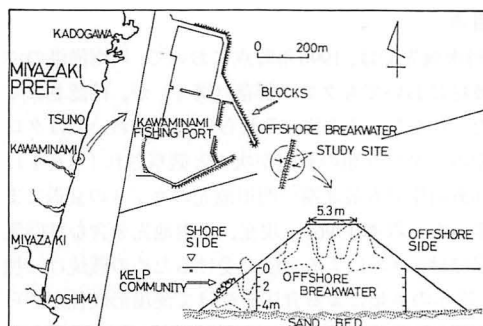 KADOGAWA
MIYAZAKI
PREF.
TSUNO
KAWAMINAMI
MIYAZAKI
AOSHIMA
0 200m
BLOCKS
KAWAMINAMI
FISHING PORT
OFFSHORE BREAKWATER
STUDY SITE
5.3m
SHORE
SIDE
OFFSHORE
SIDE
KELP
COMMUNITY
0
2
4m
OFFSHORE
BREAKWATER
SAND BED